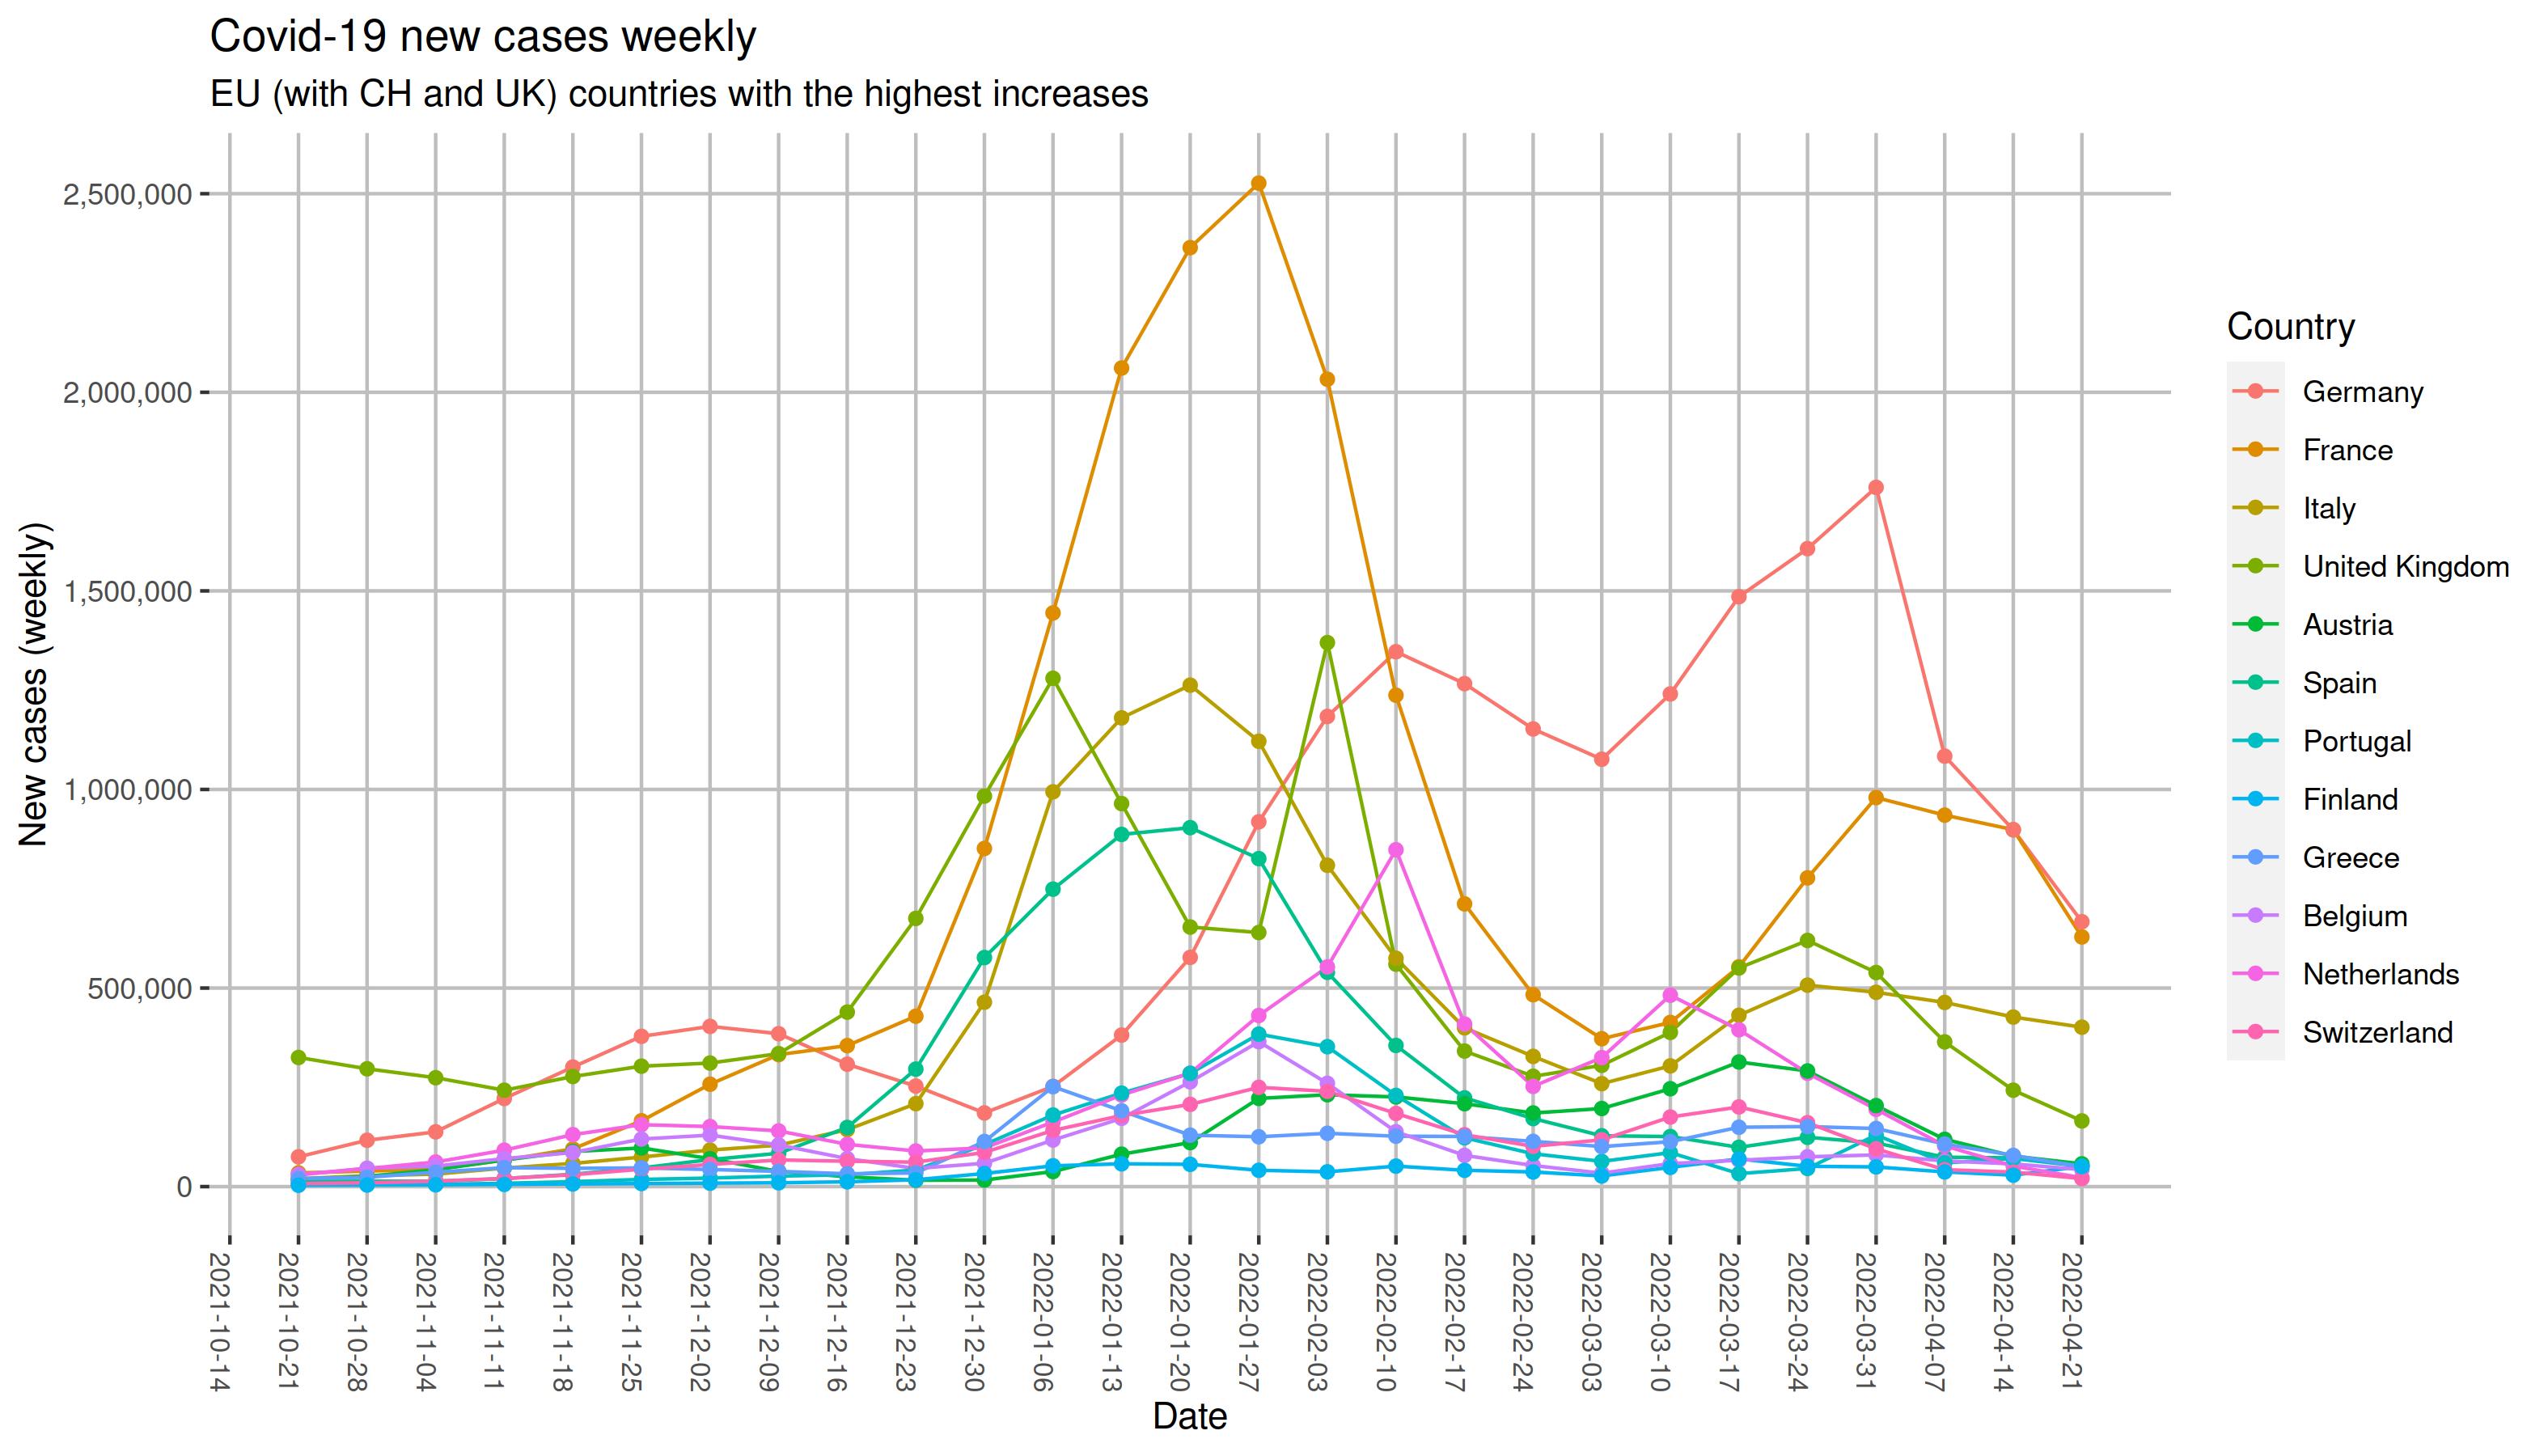 Covid-19 new cases weekly
EU (with CH and UK) countries with the highest increases
New cases (weekly)
2,500,000
2,000,000
1,500,000
1,000,000
500,000
0
2021-10-14
2021-10-21
2021-10-28
2021-11-04
2021-11-11
2021-11-18
2021-11-25
2021-12-02
2021-12-09
2021-12-16
2021-12-23
2021-12-30
2022-01-06
2022-01-13
2022-01-20
2022-01-27
2022-02-03
2022-02-10
2022-02-17
2022-02-24
2022-03-03
2022-03-10
2022-03-17
2022-03-24
2022-03-31
2022-04-07
2022-04-14
2022-04-21
Date
Country
Germany
France
Italy
United Kingdom
Austria
Spain
Portugal
Finland
Greece
Belgium
Netherlands
Switzerland